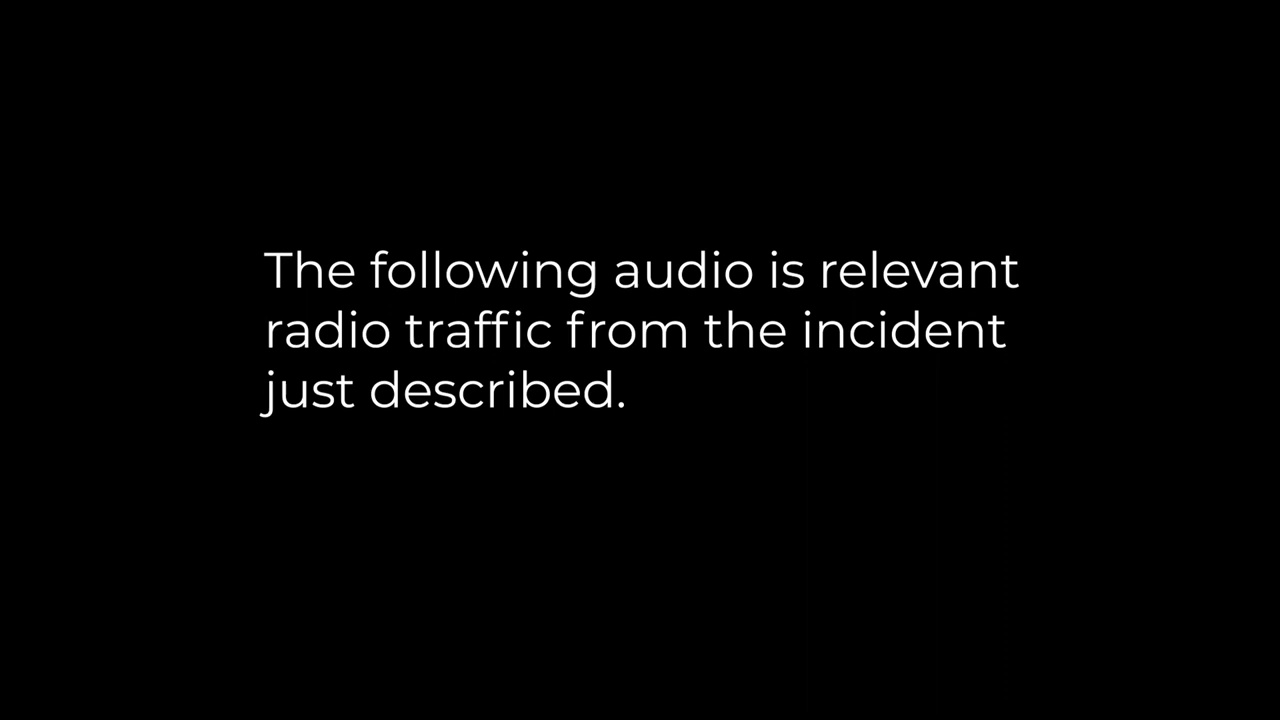 The following audio is relevant
radio traffic from the incident
just described.